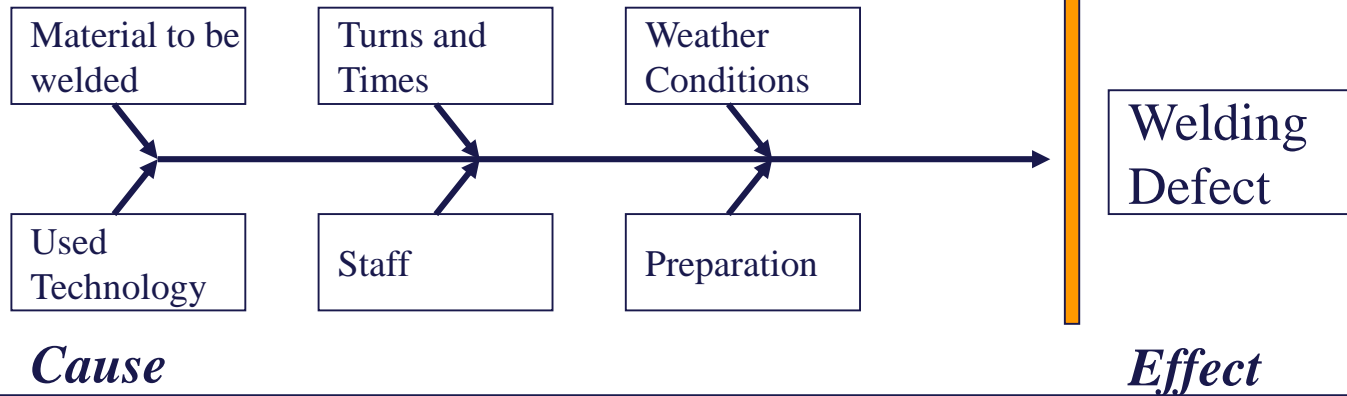 Material to be
welded
Turns and
Times
Weather
Conditions
Welding
Defect
Used
Technology
Staff
Preparation
Cause
Effect